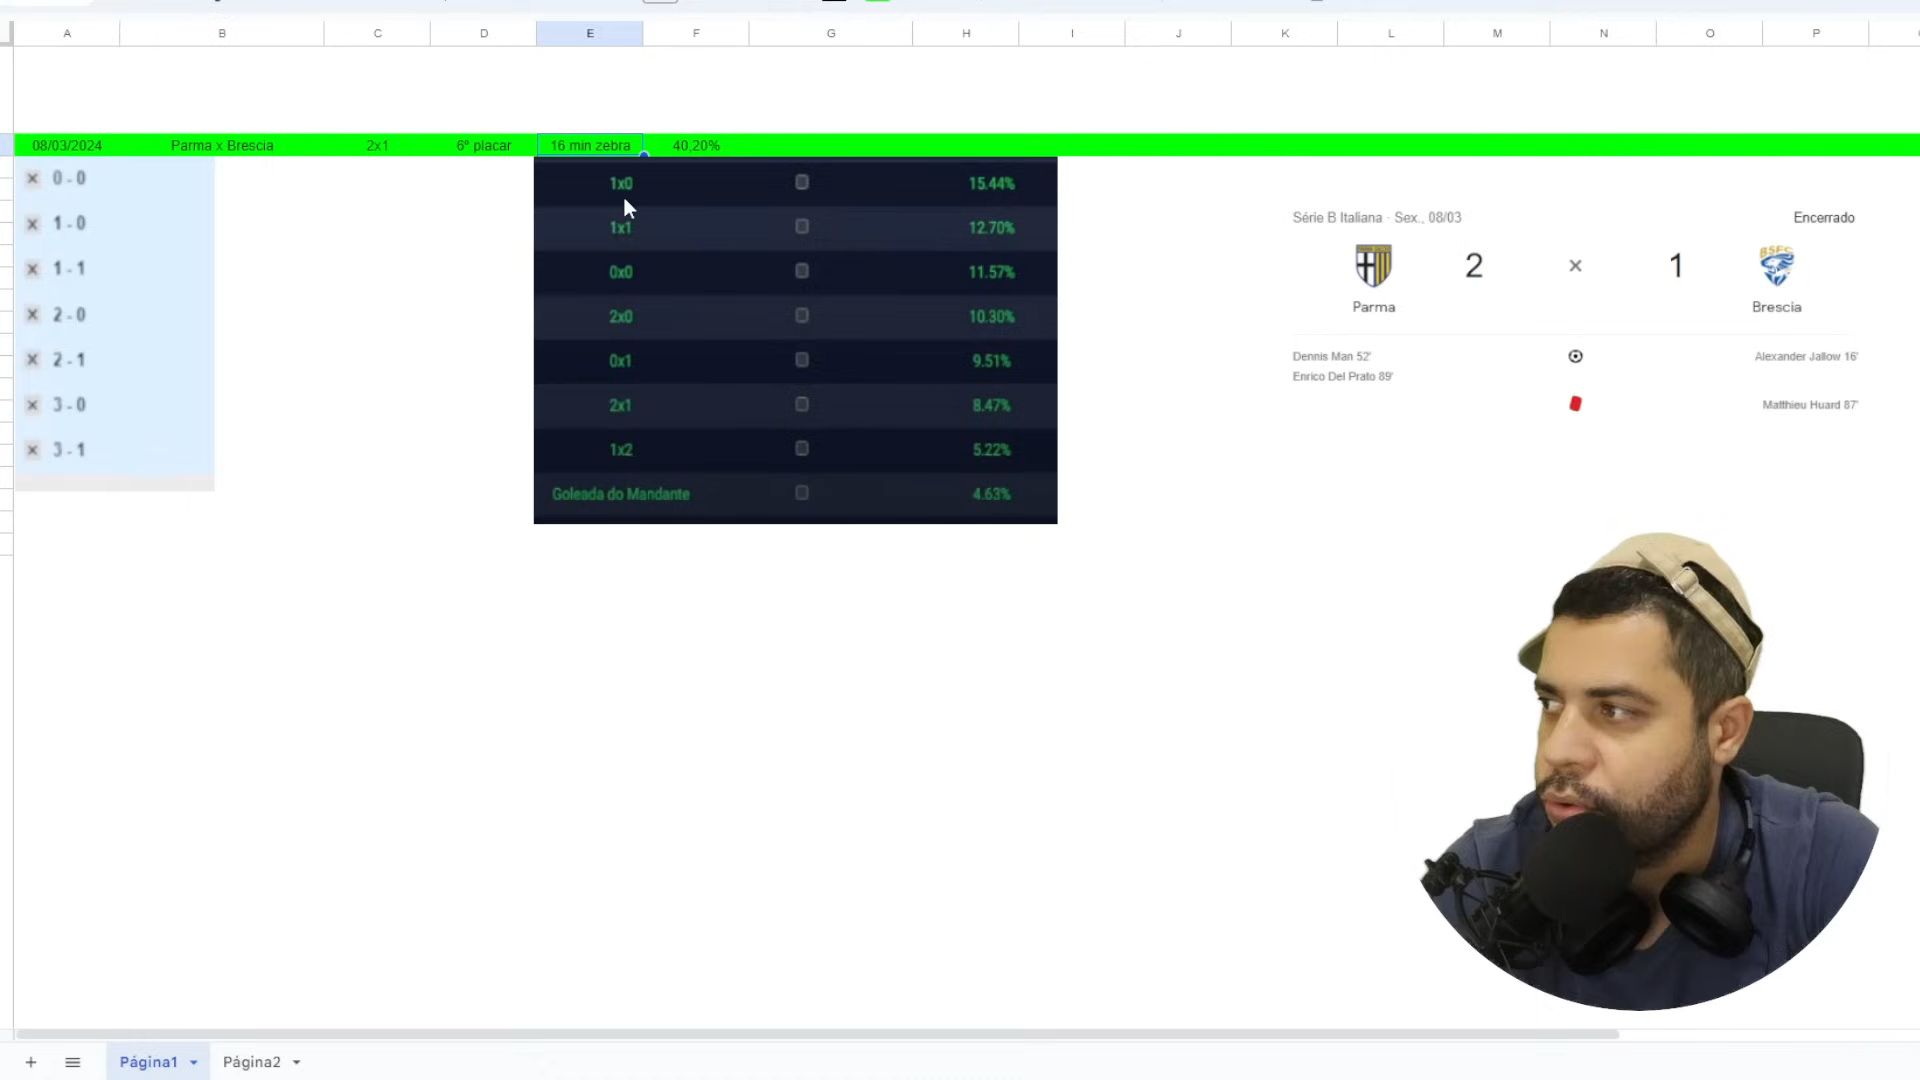 A B C D E F G H I J K L M N O P
08/03/2024 Parma x Brescia 2x1 6º placar 16 min zebra 40,20%
0 - 0
1 - 0
1 - 1
2 - 0
2 - 1
3 - 0
3 - 1
1x0 15.44%
1x1 12.70%
0x0 11.57%
2x0 10.30%
0x1 9.51%
2x1 8.47%
1x2 5.22%
Goleada do Mandante 4.63%
Série B Italiana · Sex., 08/03 Encerrado
2 × 1
BSFC
Parma Brescia
Dennis Man 52' Alexander Jallow 16'
Enrico Del Prato 89'
Matthieu Huard 87'
Página1 Página2